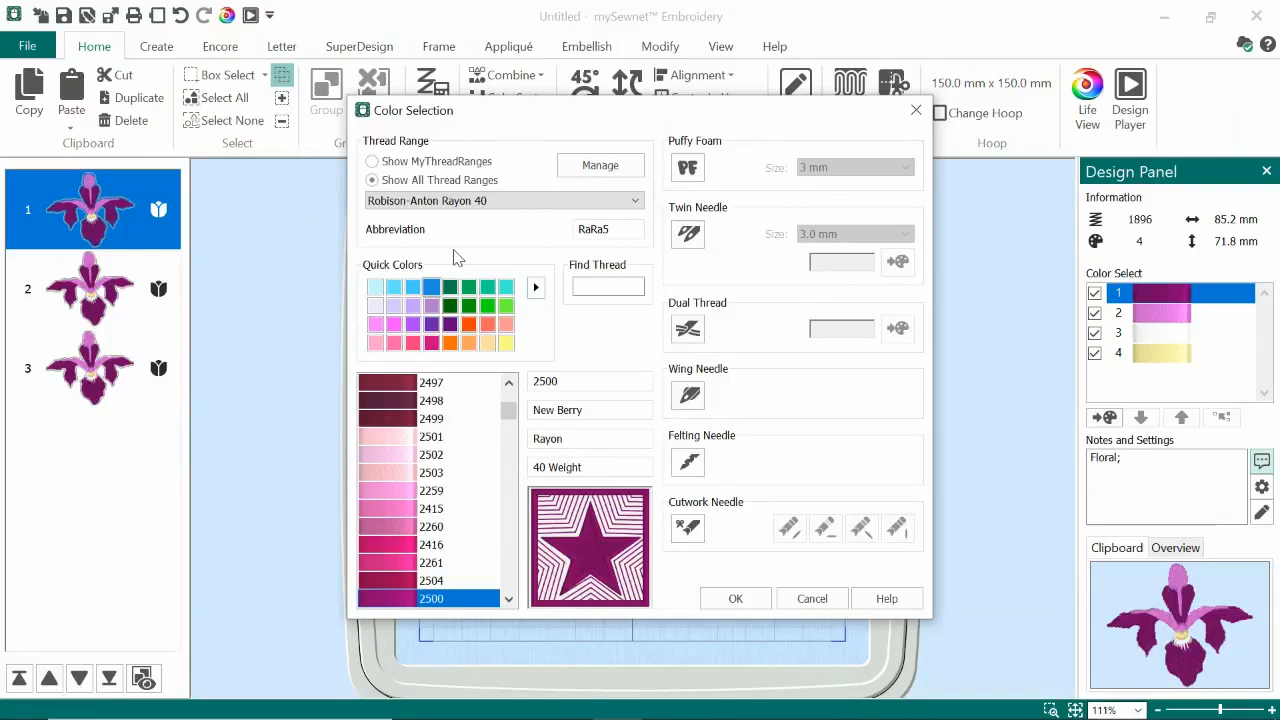 Untitled - mySewnet™ Embroidery
File
Home
Create
Encore
Letter
SuperDesign
Frame
Appliqué
Embellish
Modify
View
Help
Copy
Paste
Cut
Duplicate
Delete
Clipboard
Box Select
Select All
Select None
Select
Group
Combine
45°
Alignment
150.0 mm x 150.0 mm
Change Hoop
Hoop
Life View
Design Player
1
2
3
Color Selection
Thread Range
Show MyThreadRanges
Show All Thread Ranges
Manage
Robison-Anton Rayon 40
Abbreviation
RaRa5
Quick Colors
Find Thread
2497
2498
2499
2501
2502
2503
2259
2415
2260
2416
2261
2504
2500
2500
New Berry
Rayon
40 Weight
Puffy Foam
PF
Size:
3 mm
Twin Needle
Size:
3.0 mm
Dual Thread
Wing Needle
Felting Needle
Cutwork Needle
OK
Cancel
Help
Design Panel
Information
1896
85.2 mm
4
71.8 mm
Color Select
1
2
3
4
Notes and Settings
Floral;
Clipboard
Overview
111%